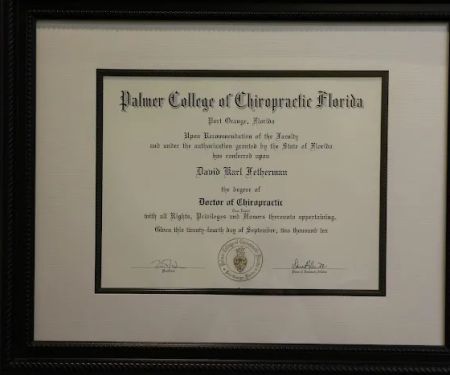 Palmer College of Chiropractic Florida
Port Orange, Florida
Upon Recommendation of the Faculty
and under the authorization granted by the State of Florida
has conferred upon
David Karl Fetherman
the degree of
Doctor of Chiropractic
with all Rights, Privileges and Honors thereunto appertaining.
Given this twenty-fourth day of September, two thousand ten
President